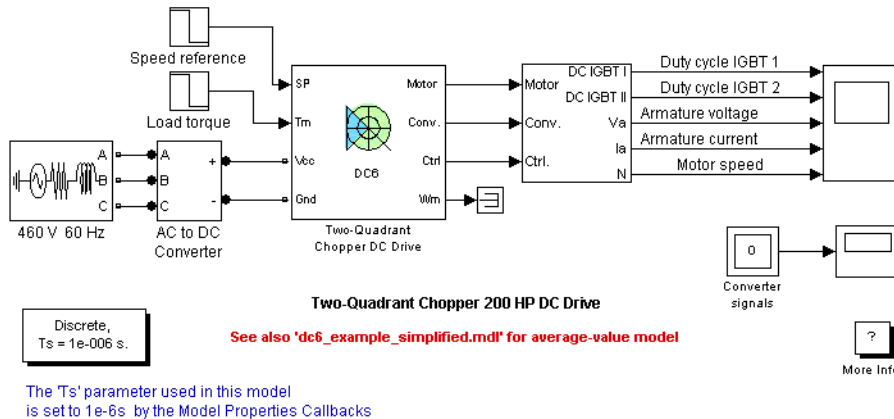 Speed reference
Load torque
SP
Tm
Vcc
Gnd
Motor
Conv.
Ctrl
Wm
DC6
Two-Quadrant
Chopper DC Drive
Motor
Conv.
Ctrl.
DC IGBT I
DC IGBT II
Va
Ia
N
Duty cycle IGBT 1
Duty cycle IGBT 2
Armature voltage
Armature current
Motor speed
A
B
C
460 V 60 Hz
A
B
C
+
-
AC to DC
Converter
0
Converter
signals
Two-Quadrant Chopper 200 HP DC Drive
See also 'dc6_example_simplified.mdl' for average-value model
Discrete,
Ts = 1e-006 s.
?
More Info
The 'Ts' parameter used in this model
is set to 1e-6s by the Model Properties Callbacks